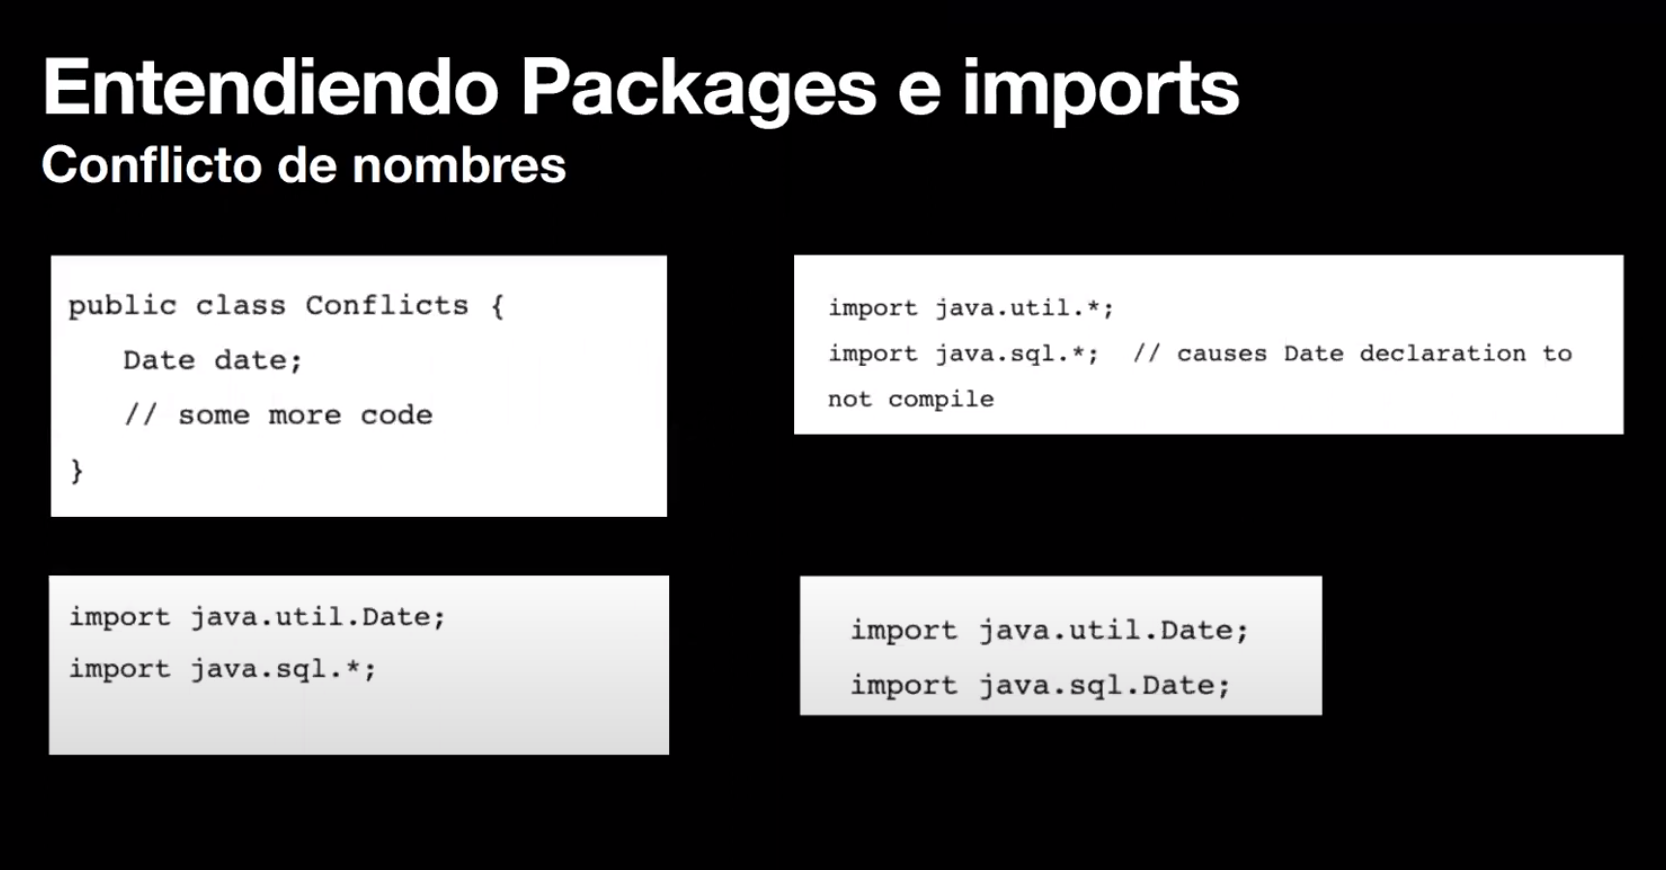 Entendiendo Packages e imports
Conflicto de nombres
public class Conflicts {
Date date;
// some more code
}
import java.util.*;
import java.sql.*; // causes Date declaration to
not compile
import java.util.Date;
import java.sql.*;
import java.util.Date;
import java.sql.Date;